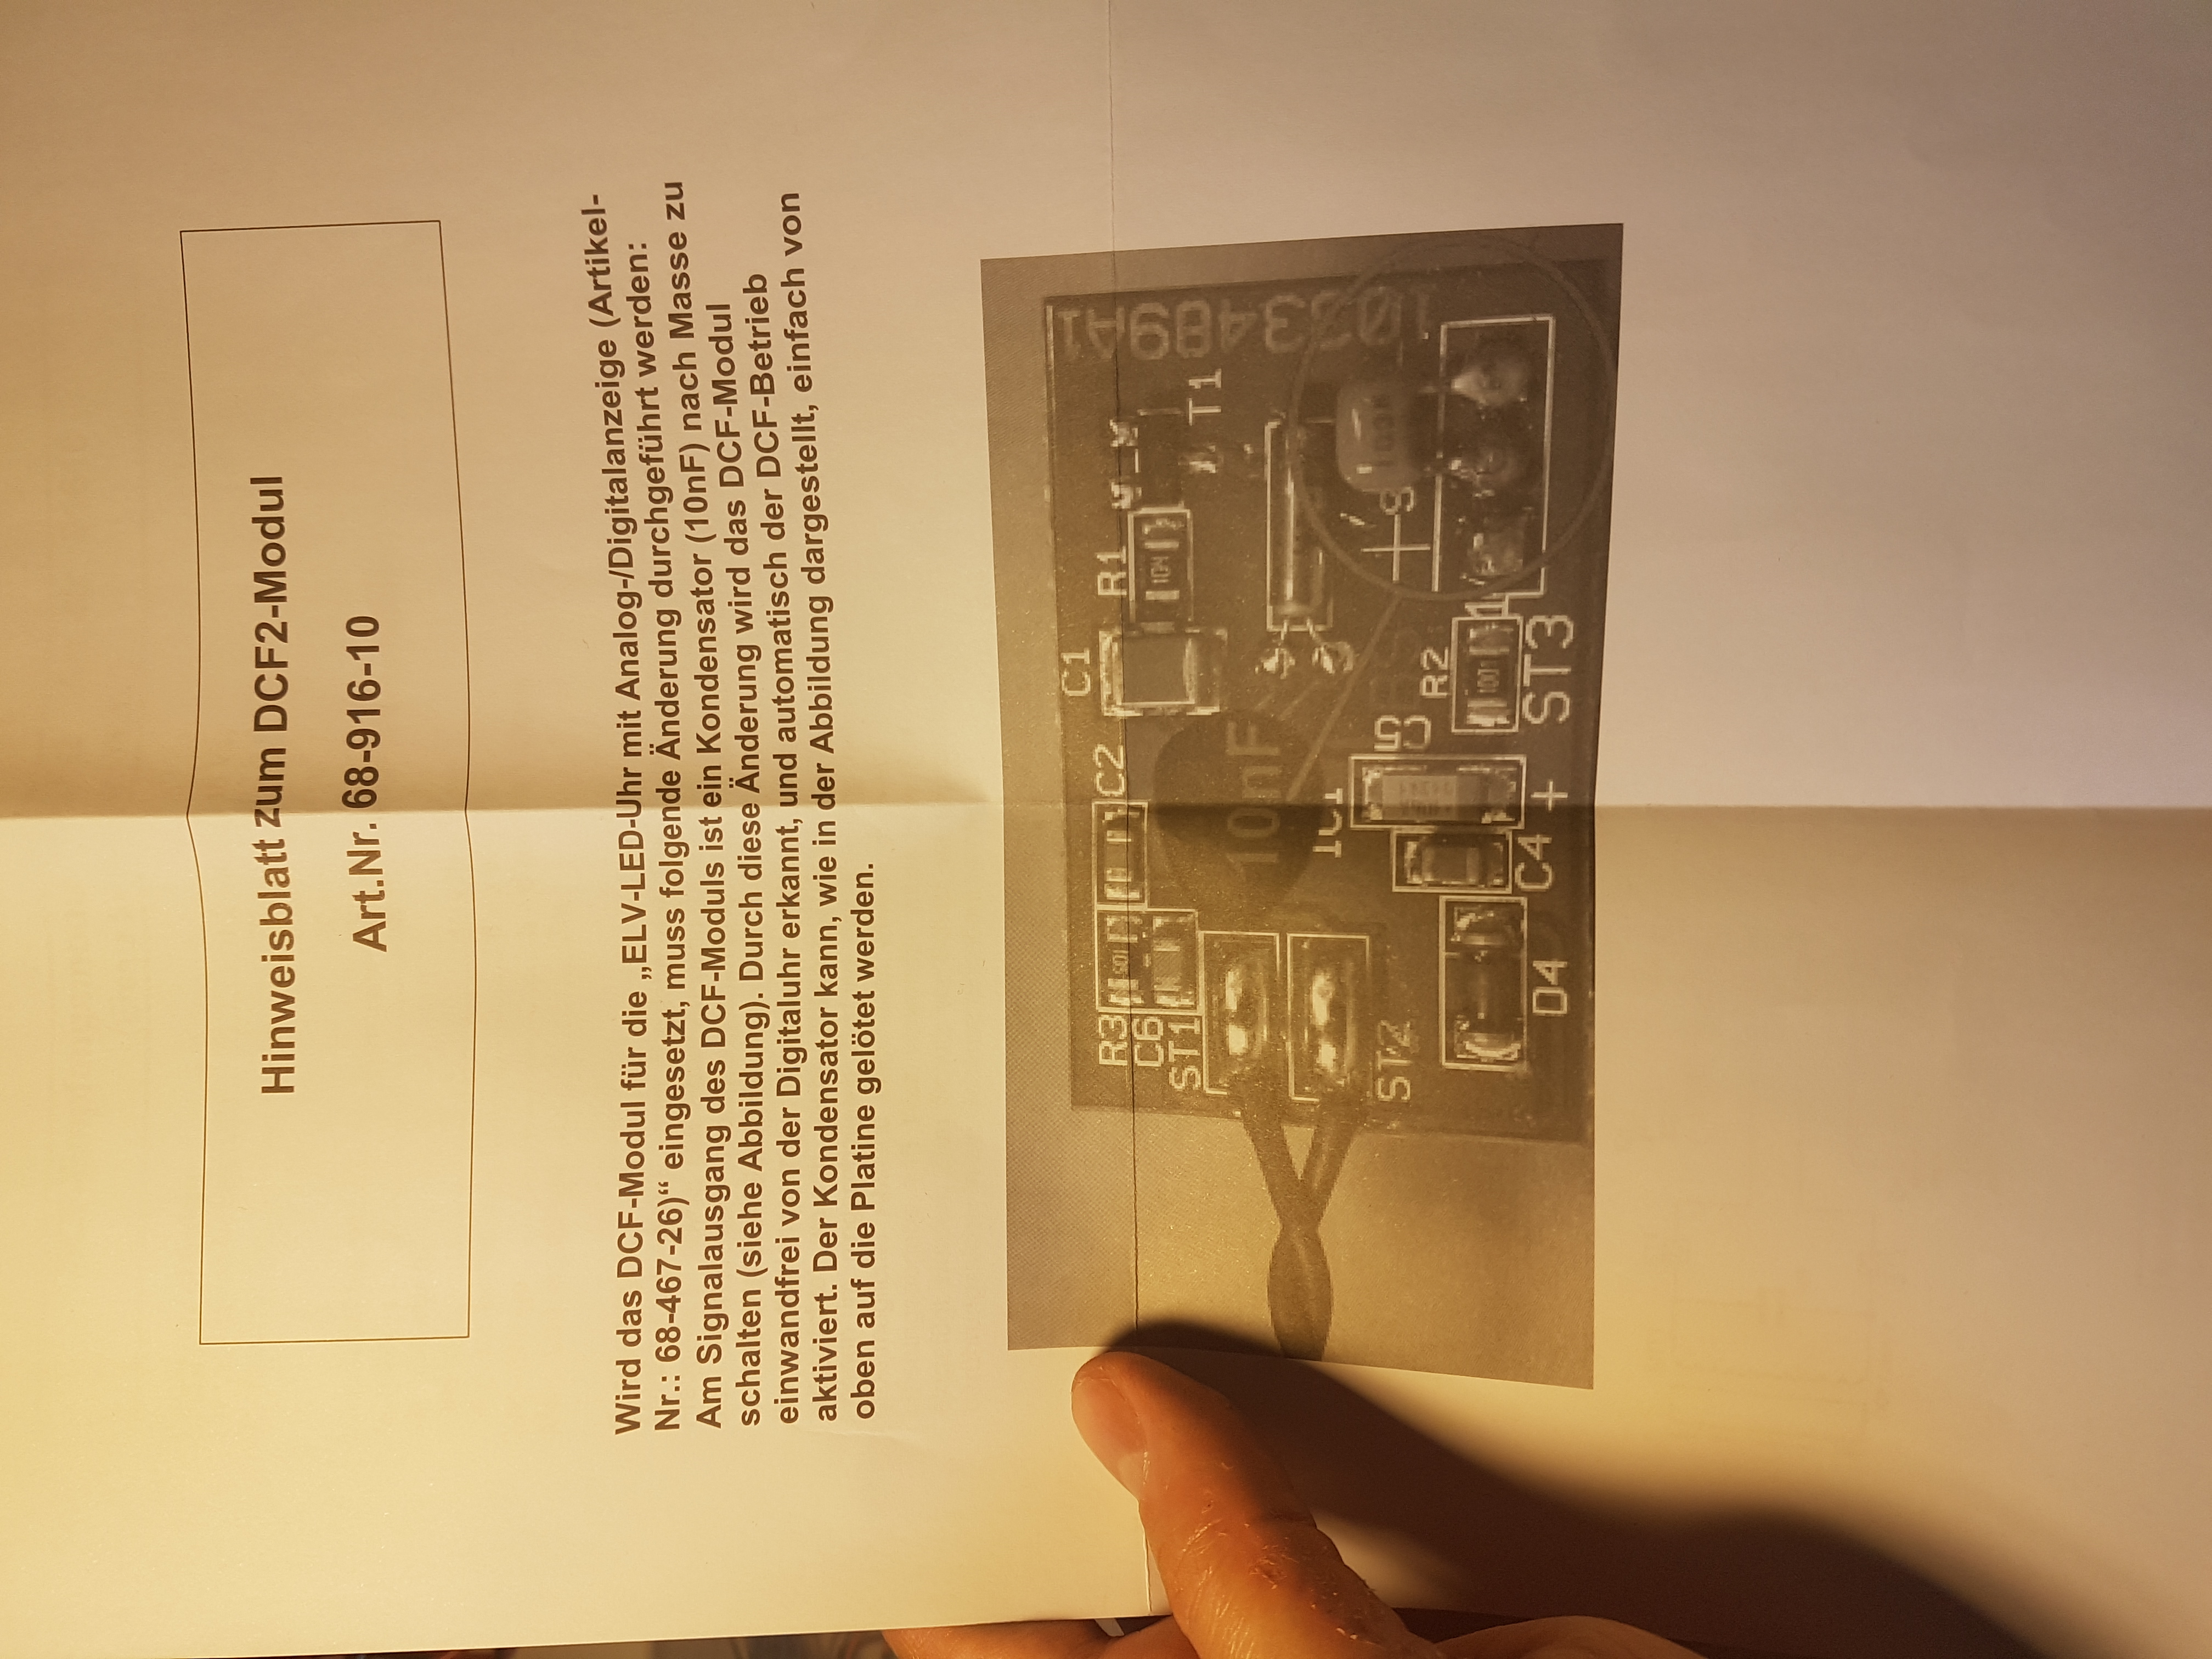 Hinweisblatt zum DCF2-Modul
Art.Nr. 68-916-10
Wird das DCF-Modul für die „ELV-LED-Uhr mit Analog-/Digitalanzeige (Artikel-
Nr.: 68-467-26)“ eingesetzt, muss folgende Änderung durchgeführt werden:
Am Signalausgang des DCF-Moduls ist ein Kondensator (10nF) nach Masse zu
schalten (siehe Abbildung). Durch diese Änderung wird das DCF-Modul
einwandfrei von der Digitaluhr erkannt, und automatisch der DCF-Betrieb
aktiviert. Der Kondensator kann, wie in der Abbildung dargestellt, einfach von
oben auf die Platine gelötet werden.
C1
R3
C2
R1
C6
ST1
104
T1
10nF
1033489A1
IC1
ST2
C5
+S
103K
R2
1001
1
D4
C4
+
ST3